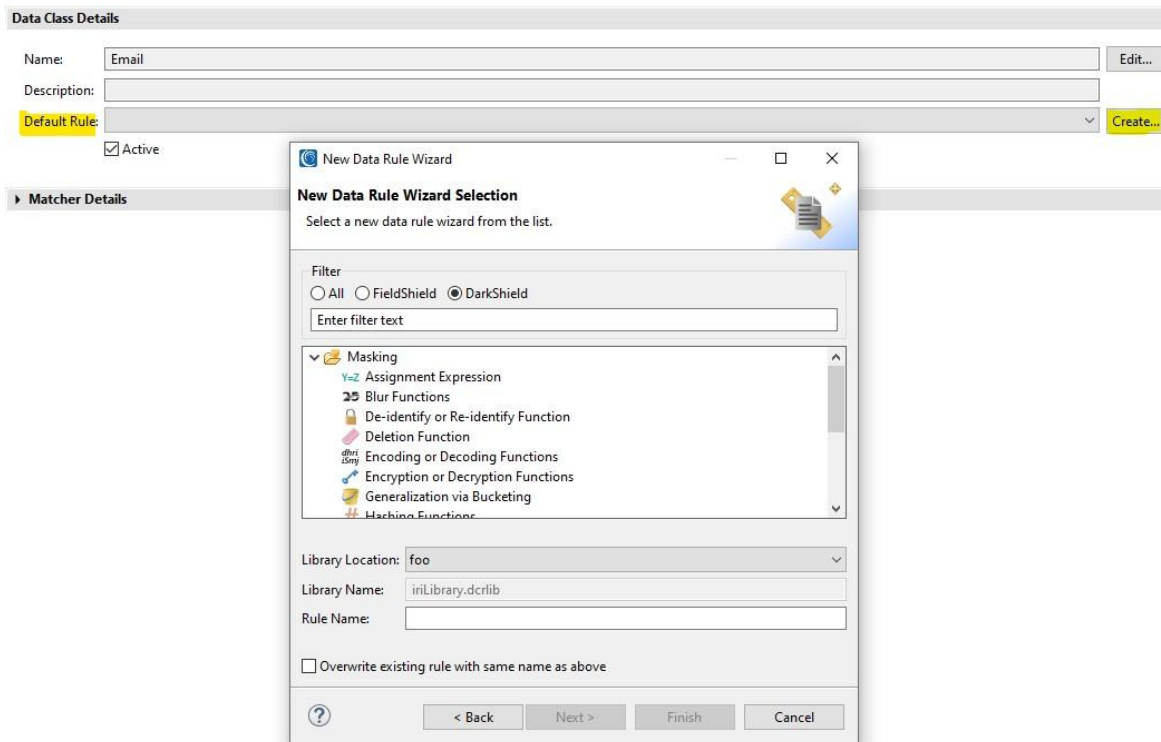 Data Class Details
Name: Email Edit...
Description:
Default Rule: Create...
Active
New Data Rule Wizard
Matcher Details
New Data Rule Wizard Selection
Select a new data rule wizard from the list.
Filter
All FieldShield DarkShield
Enter filter text
Masking
Y=Z Assignment Expression
25 Blur Functions
De-identify or Re-identify Function
Deletion Function
dhri iSmj Encoding or Decoding Functions
Encryption or Decryption Functions
Generalization via Bucketing
# Hashing Functions
Library Location: foo
Library Name: iriLibrary.dcrlib
Rule Name:
Overwrite existing rule with same name as above
? < Back Next > Finish Cancel